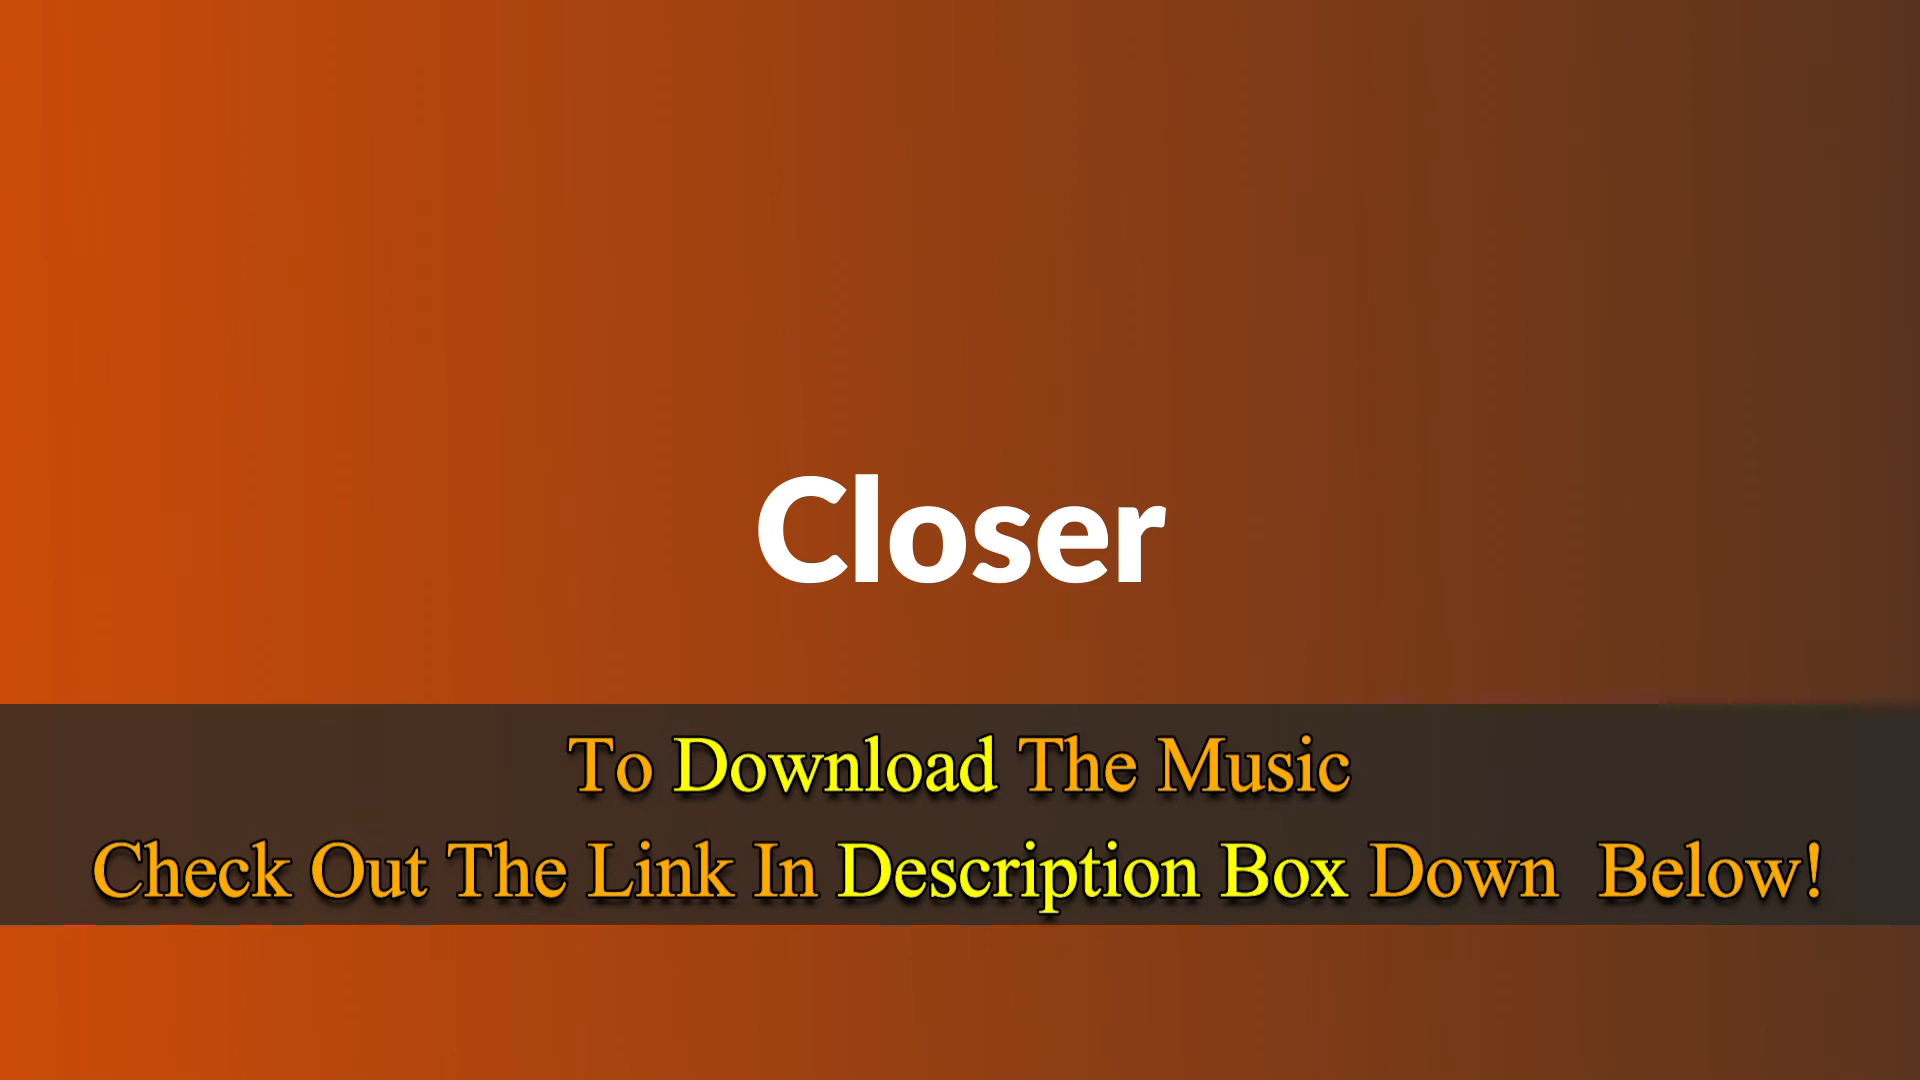 Closer
To Download The Music
Check Out The Link In Description Box Down  Below!